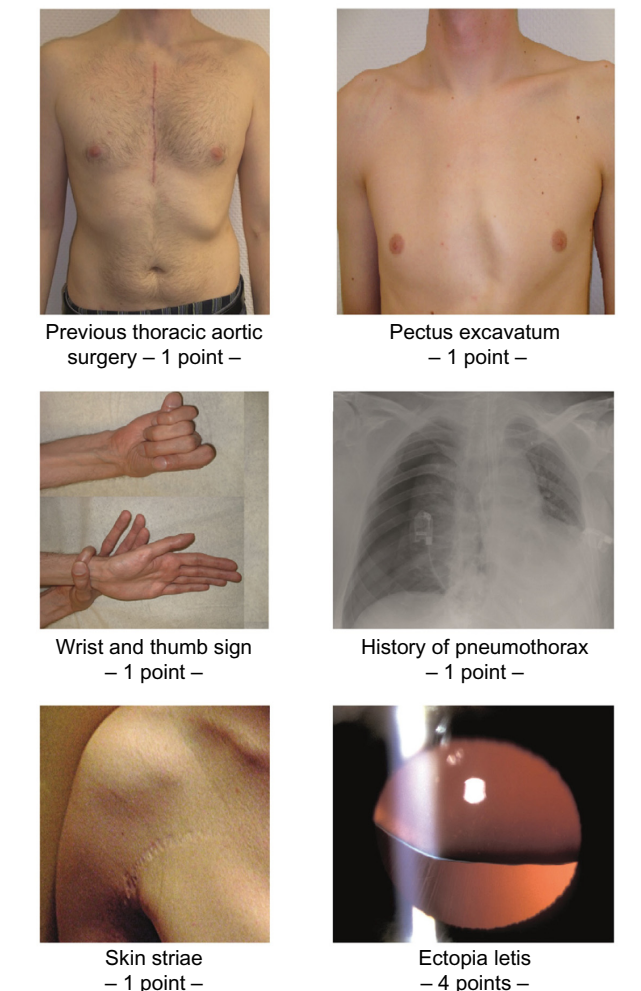 Previous thoracic aortic
surgery – 1 point –
Pectus excavatum
– 1 point –
Wrist and thumb sign
– 1 point –
History of pneumothorax
– 1 point –
Skin striae
– 1 point –
Ectopia letis
– 4 points –